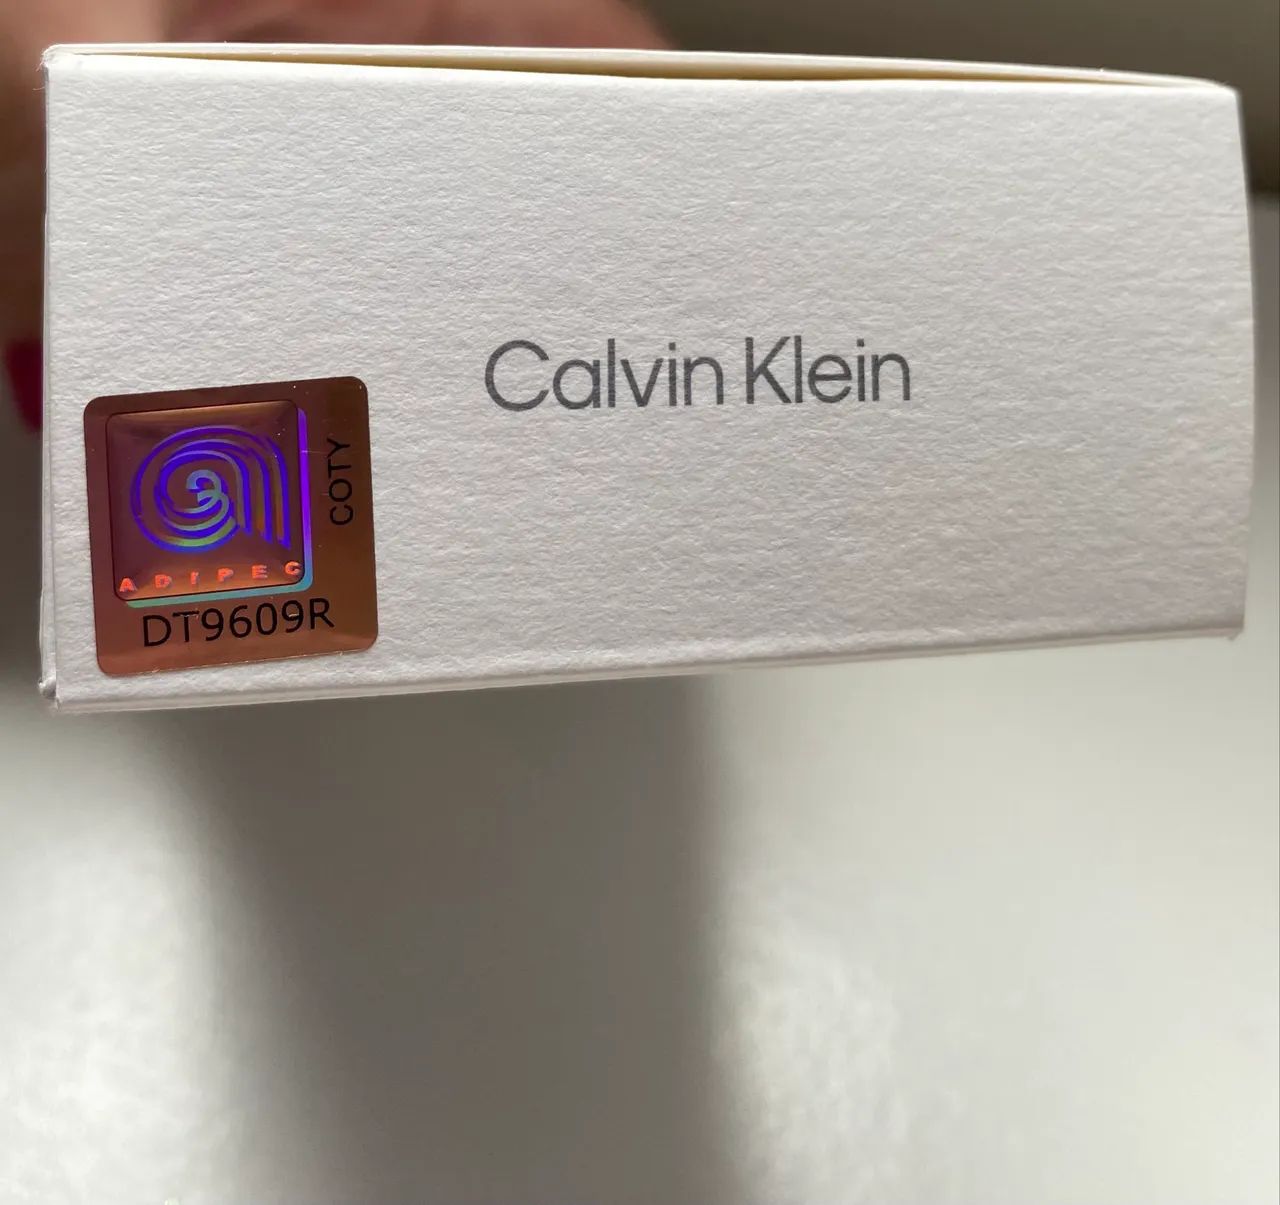 Calvin Klein
COTY
ADIPEC
DT9609R